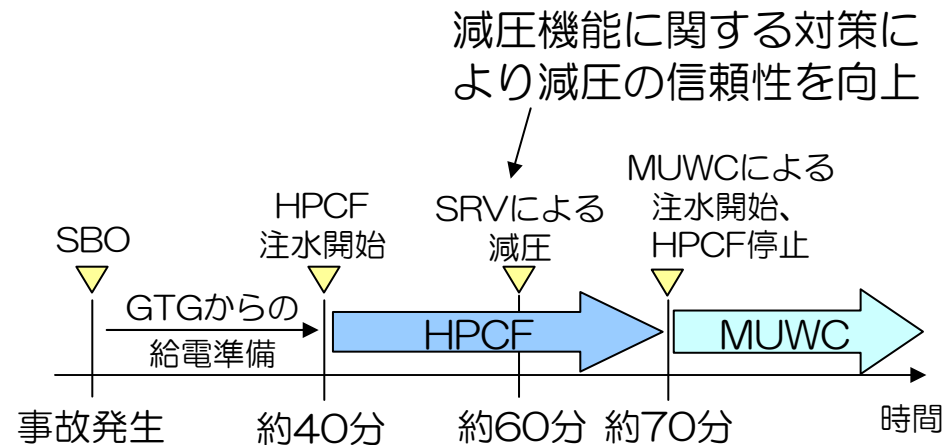 減圧機能に関する対策に
より減圧の信頼性を向上
SBO
HPCF
注水開始
SRVによる
減圧
MUWCによる
注水開始、
HPCF停止
GTGからの
給電準備
HPCF
MUWC
事故発生
約40分
約60分
約70分
時間